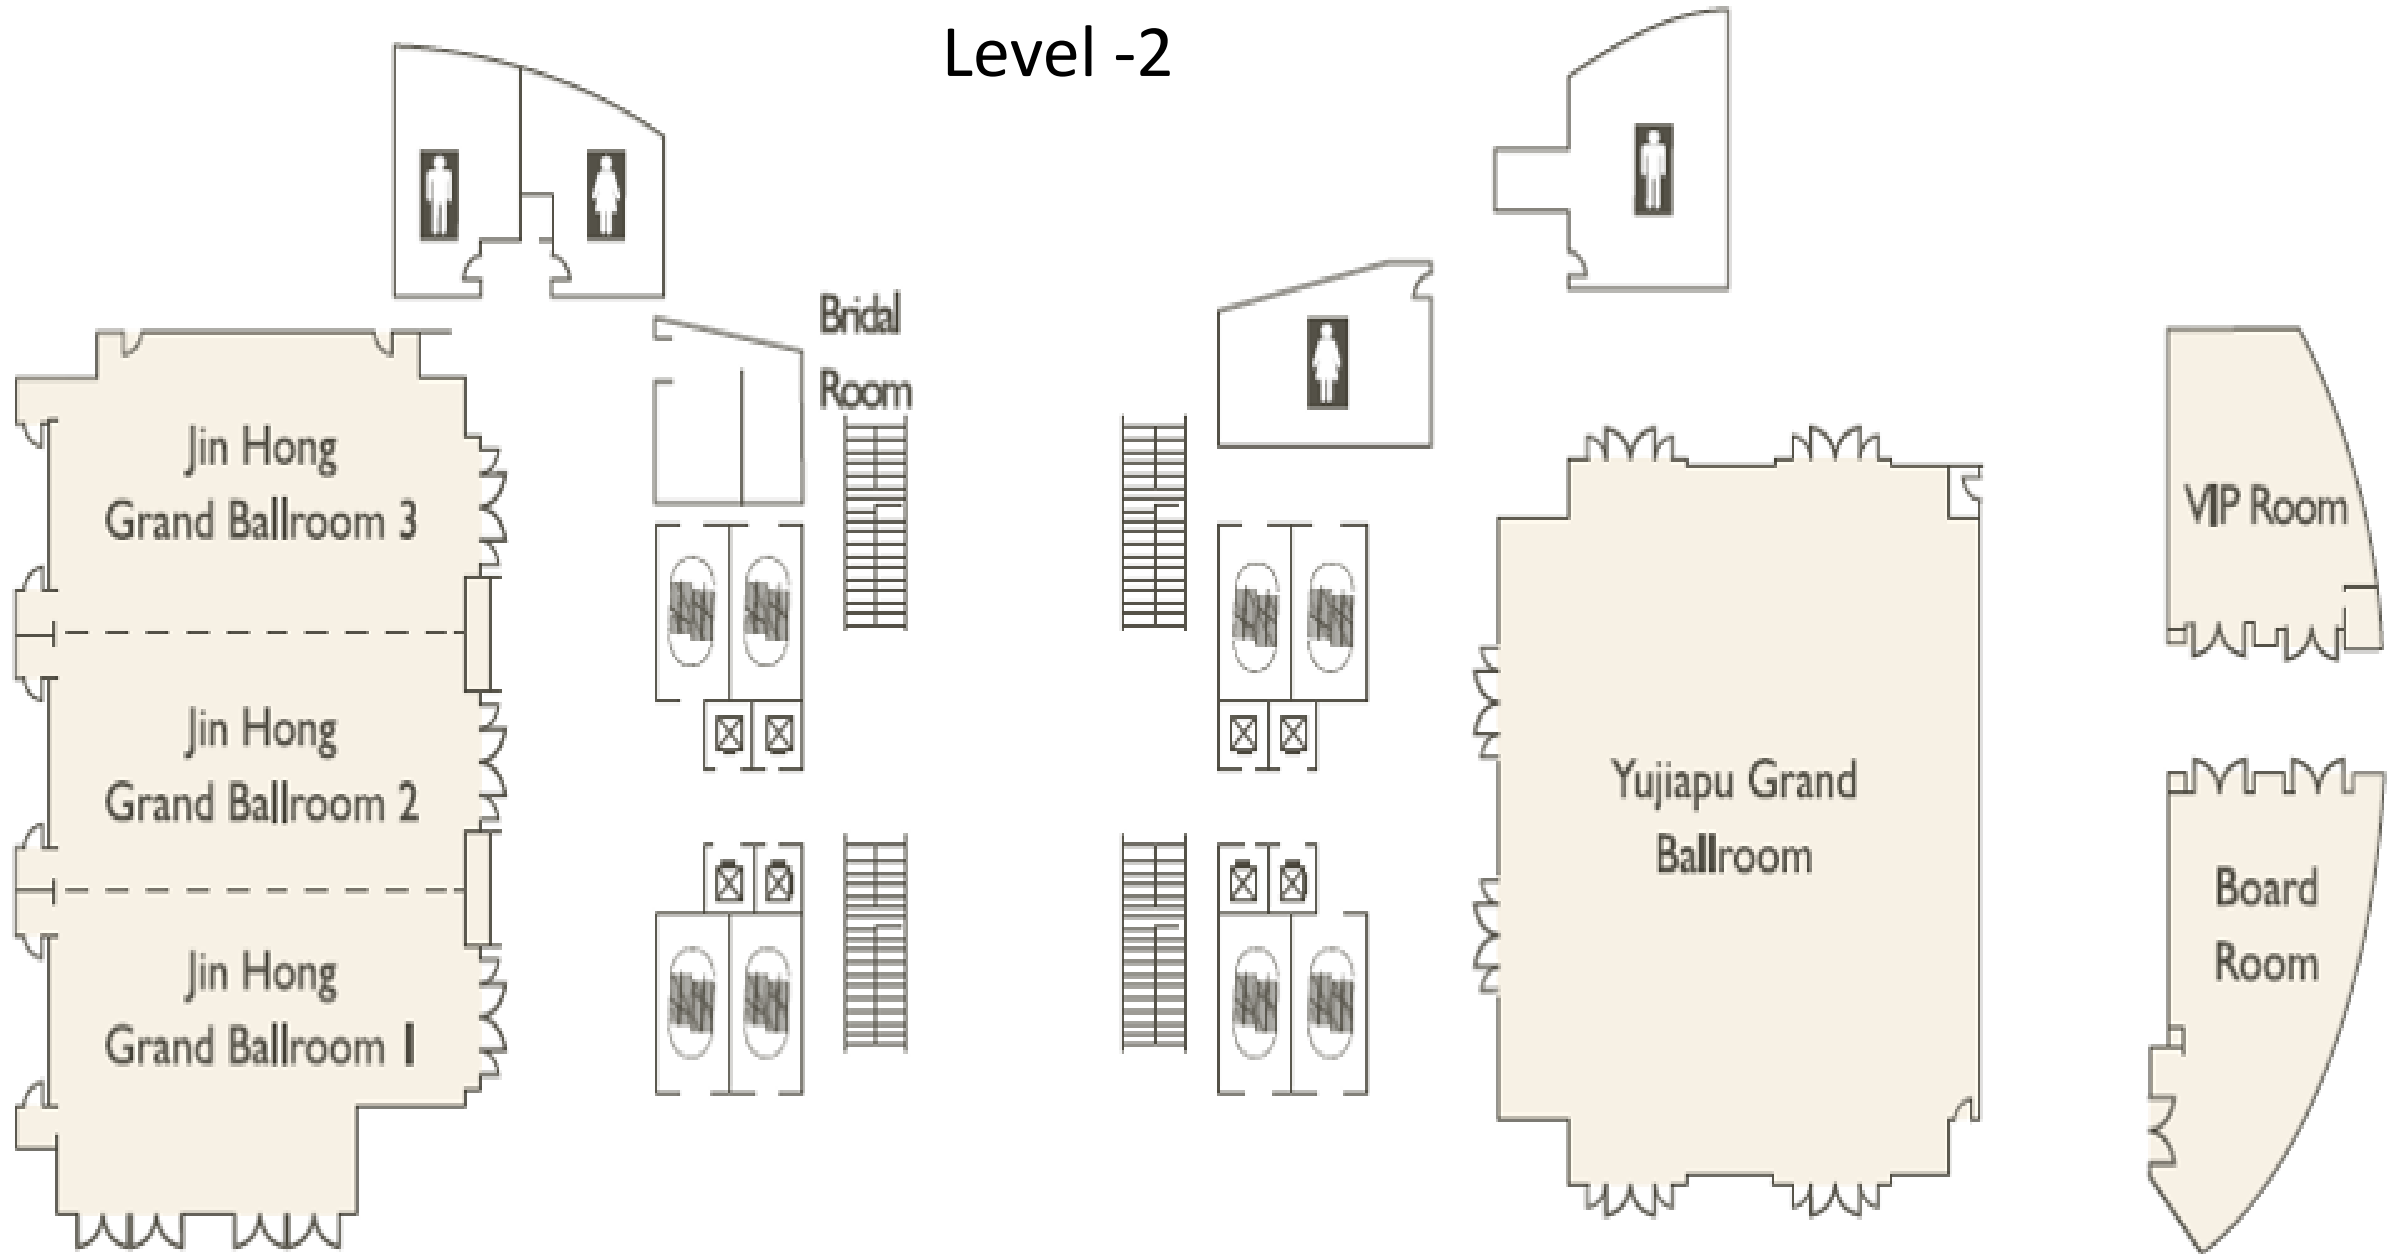 Level -2
Bridal
Room
Jin Hong
Grand Ballroom 3
VIP Room
Jin Hong
Grand Ballroom 2
Yujiapu Grand
Ballroom
Board
Room
Jin Hong
Grand Ballroom 1